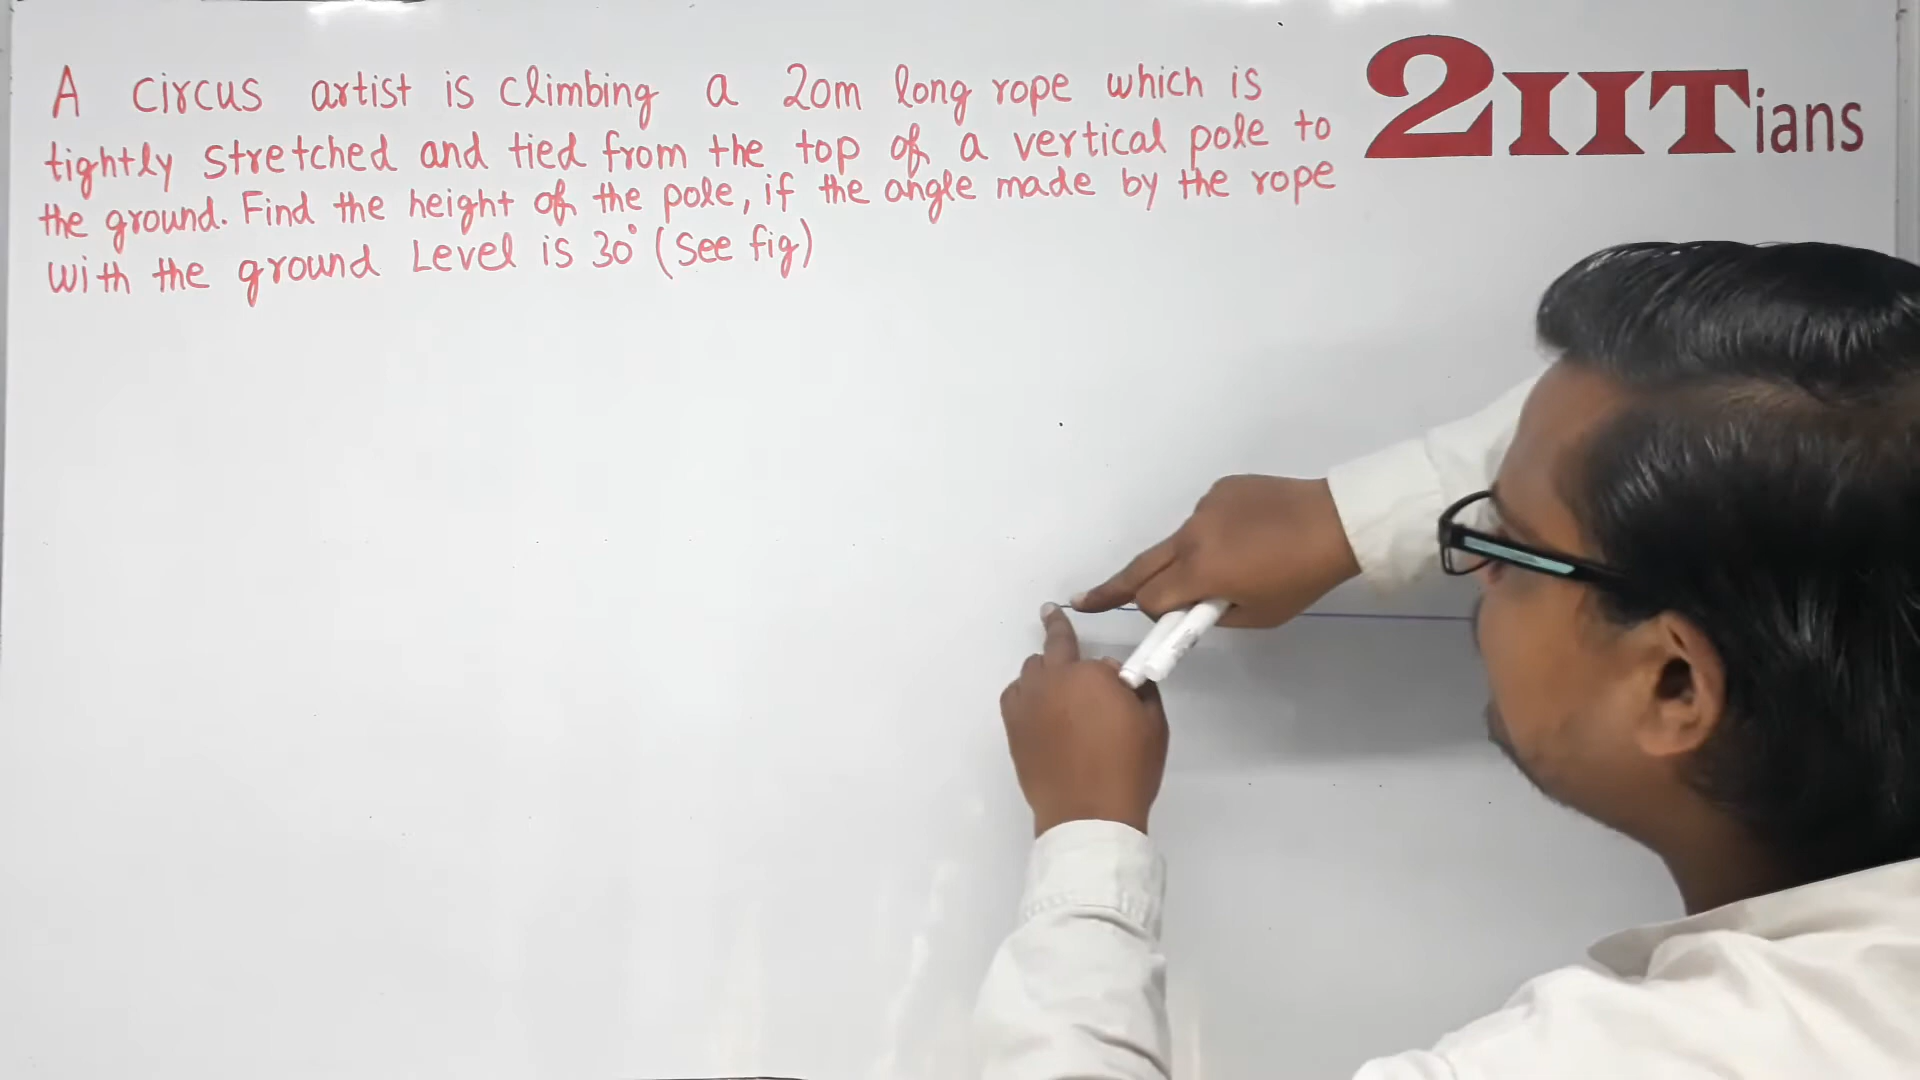 A circus artist is climbing a 20m long rope which is
tightly stretched and tied from the top of a vertical pole to
the ground. Find the height of the pole, if the angle made by the rope
with the ground Level is 30° (See fig)
2IITians